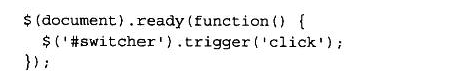 $(document).ready(function() {
  $('#switcher').trigger('click');
});